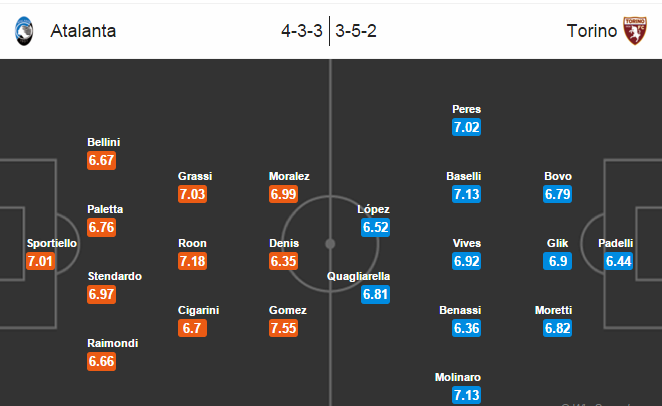 Atalanta
4-3-3
3-5-2
Torino
TORINO
Peres
7.02
Bellini
6.67
Grassi
7.03
Moralez
6.99
Baselli
7.13
Bovo
6.79
López
6.52
Paletta
6.76
Sportiello
7.01
Roon
7.18
Denis
6.35
Vives
6.92
Glik
6.9
Padelli
6.44
Stendardo
6.97
Quagliarella
6.81
Cigarini
6.7
Gomez
7.55
Benassi
6.36
Moretti
6.82
Raimondi
6.66
Molinaro
7.13